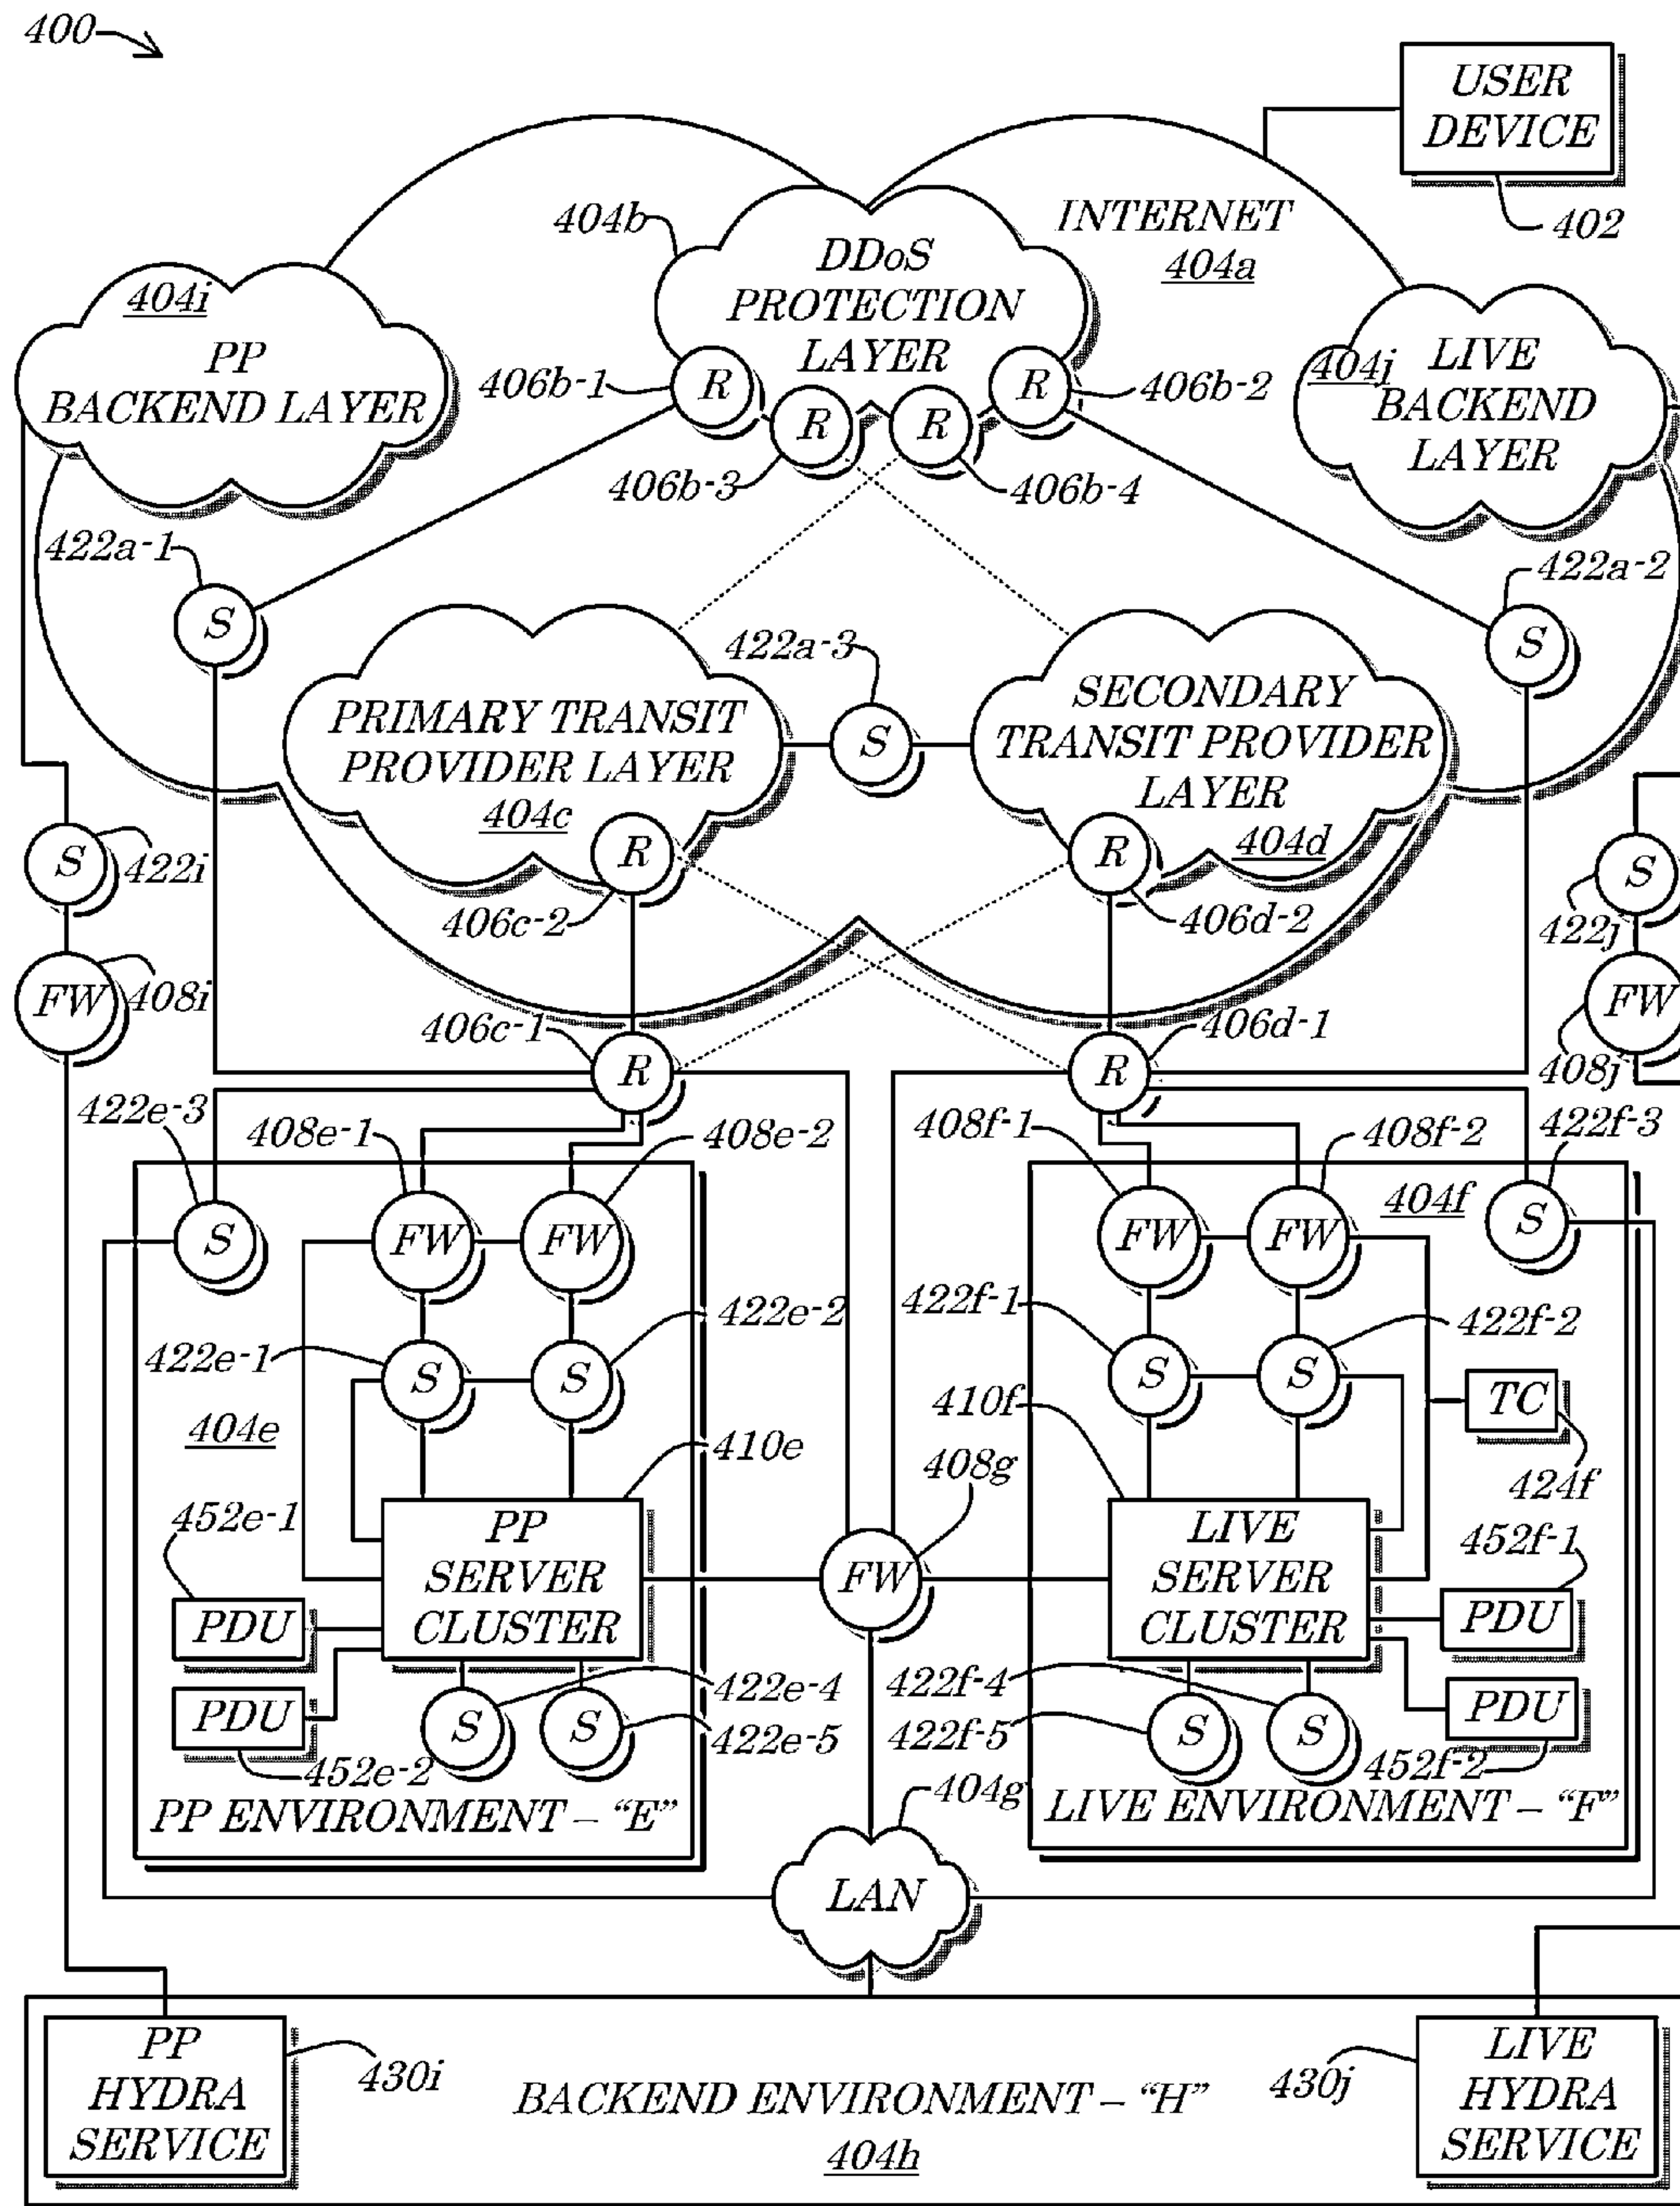 400
USER
DEVICE
402
INTERNET
404a
404b
DDoS
PROTECTION
LAYER
404i
PP
BACKEND LAYER
404j
LIVE
BACKEND
LAYER
406b-1
R
R
406b-2
R
R
406b-3
406b-4
422a-1
422a-2
S
S
422a-3
S
PRIMARY TRANSIT
PROVIDER LAYER
404c
SECONDARY
TRANSIT PROVIDER
LAYER
404d
R
R
406c-2
406d-2
S
422i
S
422j
FW
408i
FW
408j
406c-1
R
406d-1
R
422e-3
408e-1
408e-2
408f-1
408f-2
422f-3
S
FW
FW
FW
FW
404f
S
422e-2
422f-1
422f-2
422e-1
S
S
S
S
404e
410e
410f
TC
424f
408g
452e-1
PP
SERVER
CLUSTER
FW
LIVE
SERVER
CLUSTER
452f-1
PDU
PDU
PDU
452e-2
S
S
422e-4
422e-5
422f-4
422f-5
S
S
PDU
452f-2
PP ENVIRONMENT – “E”
404g
LIVE ENVIRONMENT – “F”
LAN
PP
HYDRA
SERVICE
430i
BACKEND ENVIRONMENT – “H”
404h
430j
LIVE
HYDRA
SERVICE